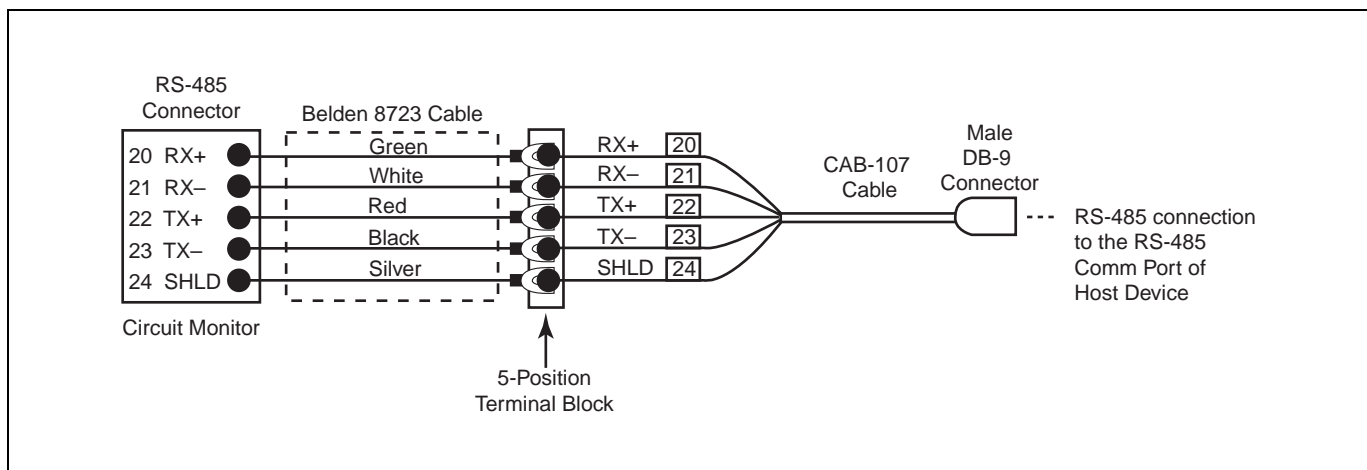 RS-485
Connector
Belden 8723 Cable
20 RX+
21 RX–
22 TX+
23 TX–
24 SHLD
Circuit Monitor
Green
White
Red
Black
Silver
5-Position
Terminal Block
RX+ 20
RX– 21
TX+ 22
TX– 23
SHLD 24
CAB-107
Cable
Male
DB-9
Connector
RS-485 connection
to the RS-485
Comm Port of
Host Device